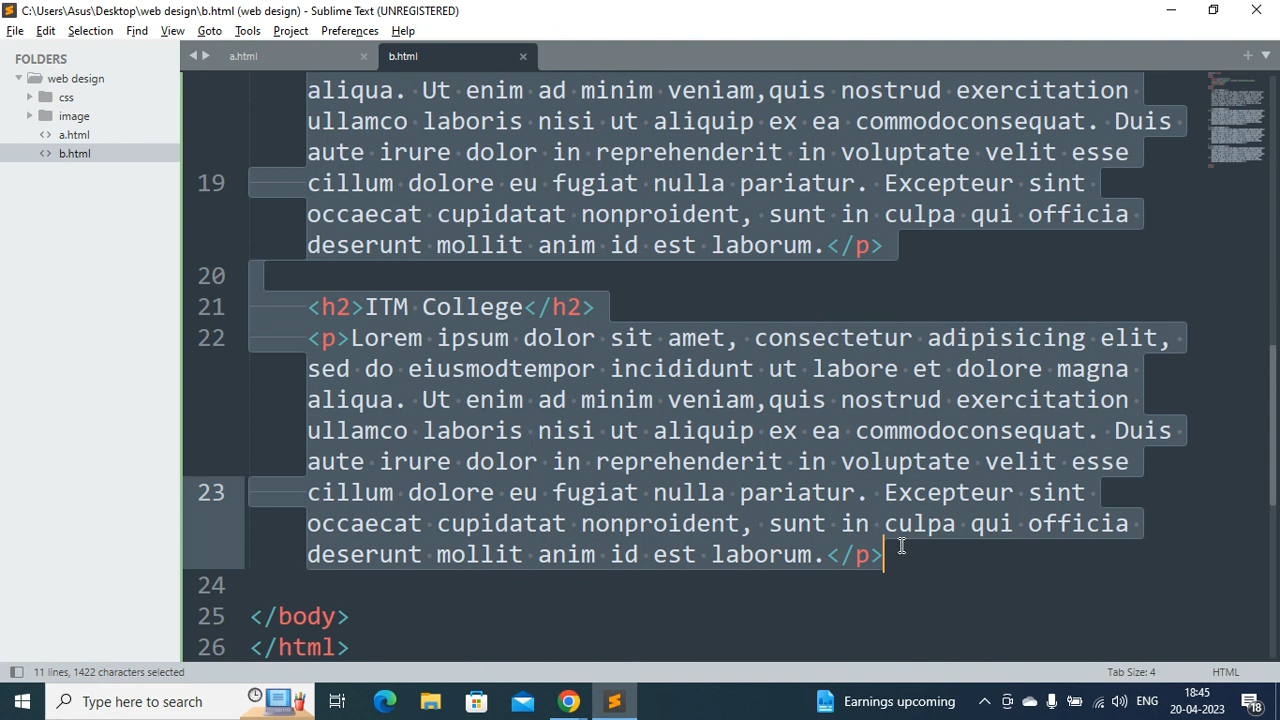 C:\Users\Asus\Desktop\web design\b.html (web design) - Sublime Text (UNREGISTERED)
File Edit Selection Find View Goto Tools Project Preferences Help
FOLDERS
web design
css
image
a.html
b.html
a.html b.html
aliqua. Ut enim ad minim veniam,quis nostrud exercitation
ullamco laboris nisi ut aliquip ex ea commodoconsequat. Duis
aute irure dolor in reprehenderit in voluptate velit esse
19 cillum dolore eu fugiat nulla pariatur. Excepteur sint
occaecat cupidatat nonproident, sunt in culpa qui officia
deserunt mollit anim id est laborum.</p>
20
21 <h2>ITM College</h2>
22 <p>Lorem ipsum dolor sit amet, consectetur adipisicing elit,
sed do eiusmodtempor incididunt ut labore et dolore magna
aliqua. Ut enim ad minim veniam,quis nostrud exercitation
ullamco laboris nisi ut aliquip ex ea commodoconsequat. Duis
aute irure dolor in reprehenderit in voluptate velit esse
23 cillum dolore eu fugiat nulla pariatur. Excepteur sint
occaecat cupidatat nonproident, sunt in culpa qui officia
deserunt mollit anim id est laborum.</p>
24
25 </body>
26 </html>
11 lines, 1422 characters selected Tab Size: 4 HTML
Type here to search Earnings upcoming ENG 18:45
20-04-2023 18